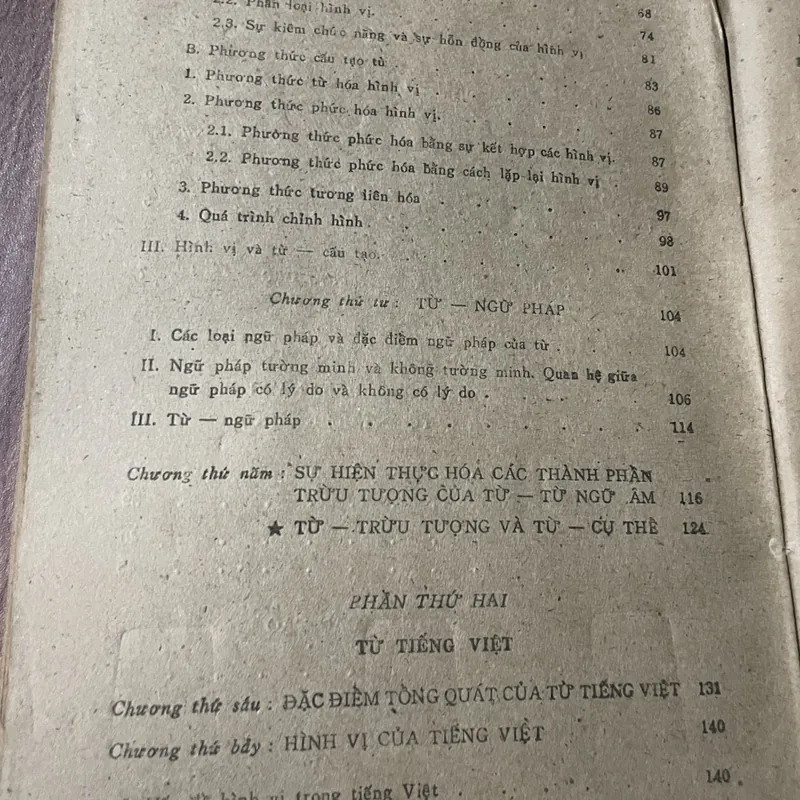 2.2. Phân loại hình vị. 68
2.3. Sự kiêm chức năng và sự hỗn động của hình vị 74
B. Phương thức cấu tạo từ . 81
1. Phương thức từ hóa hình vị . 83
2. Phương thức phức hóa hình vị. 86
2.1. Phương thức phức hóa bằng sự kết hợp các hình vị. 87
2.2. Phương thức phức hóa bằng cách lặp lại hình vị . 87
3. Phương thức tương liên hóa . 89
4. Quá trình chỉnh hình . 97
98
III. Hình vị và từ — cấu tạo. 101
Chương thứ tư : TỪ — NGỮ PHÁP 104
I. Các loại ngữ pháp và đặc điểm ngữ pháp của từ . 104
II. Ngữ pháp tường minh và không tường minh. Quan hệ giữa
ngữ pháp có lý do và không có lý do . 106
III. Từ — ngữ pháp . . . . . . 114
Chương thứ năm : SỰ HIỆN THỰC HÓA CÁC THÀNH PHẦN
TRỪU TƯỢNG CỦA TỪ — TỪ NGỮ ÂM 116
★ TỪ — TRỪU TƯỢNG VÀ TỪ — CỤ THỂ 124
PHẦN THỨ HAI
TỪ TIẾNG VIỆT
Chương thứ sáu : ĐẶC ĐIỂM TỔNG QUÁT CỦA TỪ TIẾNG VIỆT 131
Chương thứ bảy : HÌNH VỊ CỦA TIẾNG VIỆT 140
hình vị trong tiếng Việt . 140